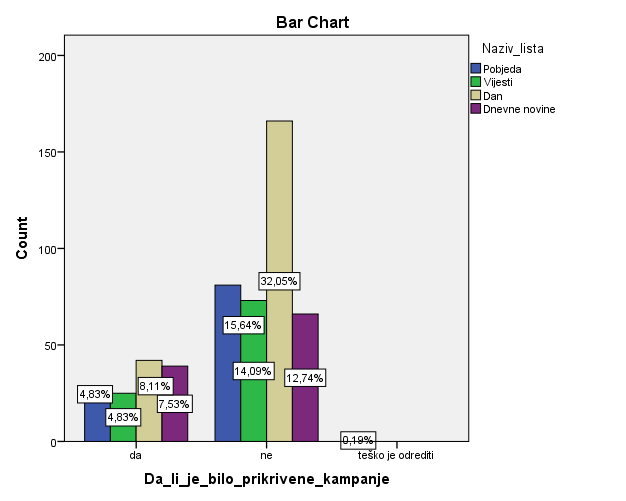 Bar Chart
Naziv_lista
Pobjeda
Vijesti
Dan
Dnevne novine
Count
200
150
100
50
0
4,83%
4,83%
8,11%
7,53%
15,64%
14,09%
32,05%
12,74%
0,19%
da
ne
teško je odrediti
Da_li_je_bilo_prikrivene_kampanje